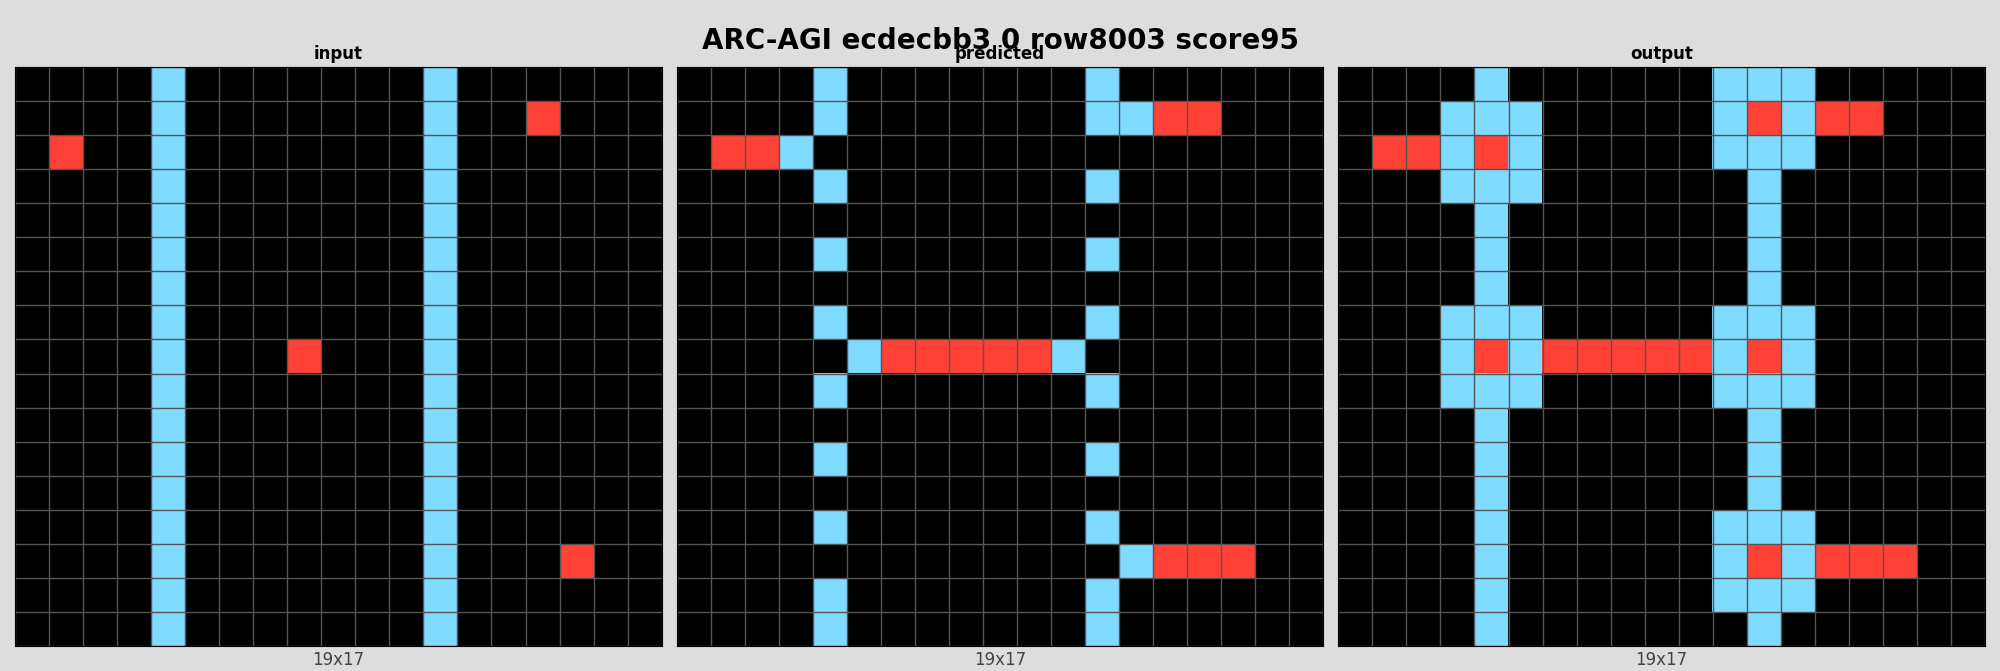 ARC-AGI ecdecbb3 0 row8003 score95
input
predicted
output
19x17
19x17
19x17